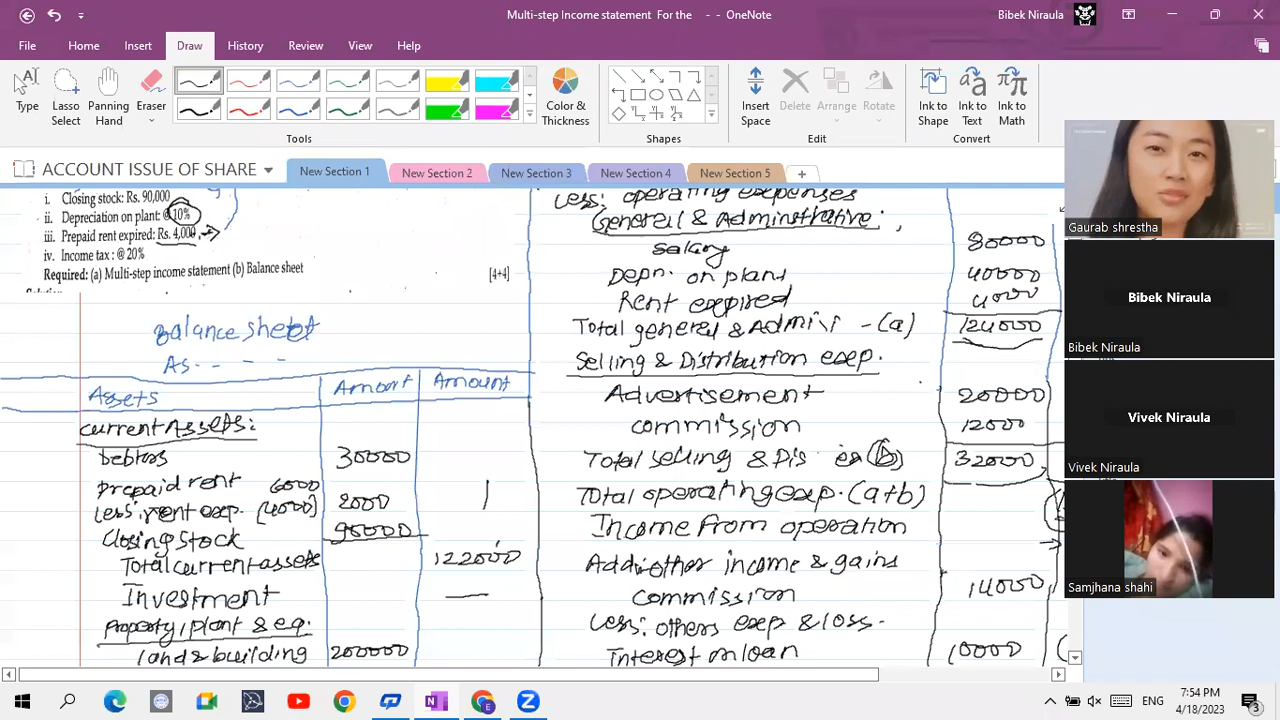 Multi-step Income statement For the - - OneNote
Bibek Niraula
File Home Insert Draw History Review View Help
Type
Lasso Select
Panning Hand
Eraser
Color & Thickness
Insert Space
Delete
Arrange
Rotate
Ink to Shape
Ink to Text
Ink to Math
Tools
Shapes
Edit
Convert
ACCOUNT ISSUE OF SHARE
New Section 1
New Section 2
New Section 3
New Section 4
New Section 5
i. Closing stock: Rs. 90,000
ii. Depreciation on plant: @ 10%
iii. Prepaid rent expired: Rs. 4,000
iv. Income tax : @ 20%
Required: (a) Multi-step income statement (b) Balance sheet
[4+4]
Balance sheet
As. - - -
Assets Amount Amount
Current Assets:
Debtors 30000
Prepaid rent 6000
Less: rent exp. (4000) 2000
Closing stock 90000
Total current assets 122000
Investment —
Property, plant & eq.
land & building 200000
Less: operating expenses
General & Administrative:
Salary 80000
Depn. on plant 40000
Rent expired 4000
Total general & Admini - (a) 124000
Selling & Distribution exp.
Advertisement 20000
commission 12000
Total selling & Dis. ex (b) 32000
Total operating exp. (a+b)
Income From operation
Add: other income & gains
commission 14000
Less: others exp & loss.
Interest on loan 10000
Gaurab shrestha
Bibek Niraula
Bibek Niraula
Vivek Niraula
Vivek Niraula
Samjhana shahi
ENG
7:54 PM
4/18/2023
3